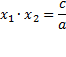 x₁ · x₂ = c/a